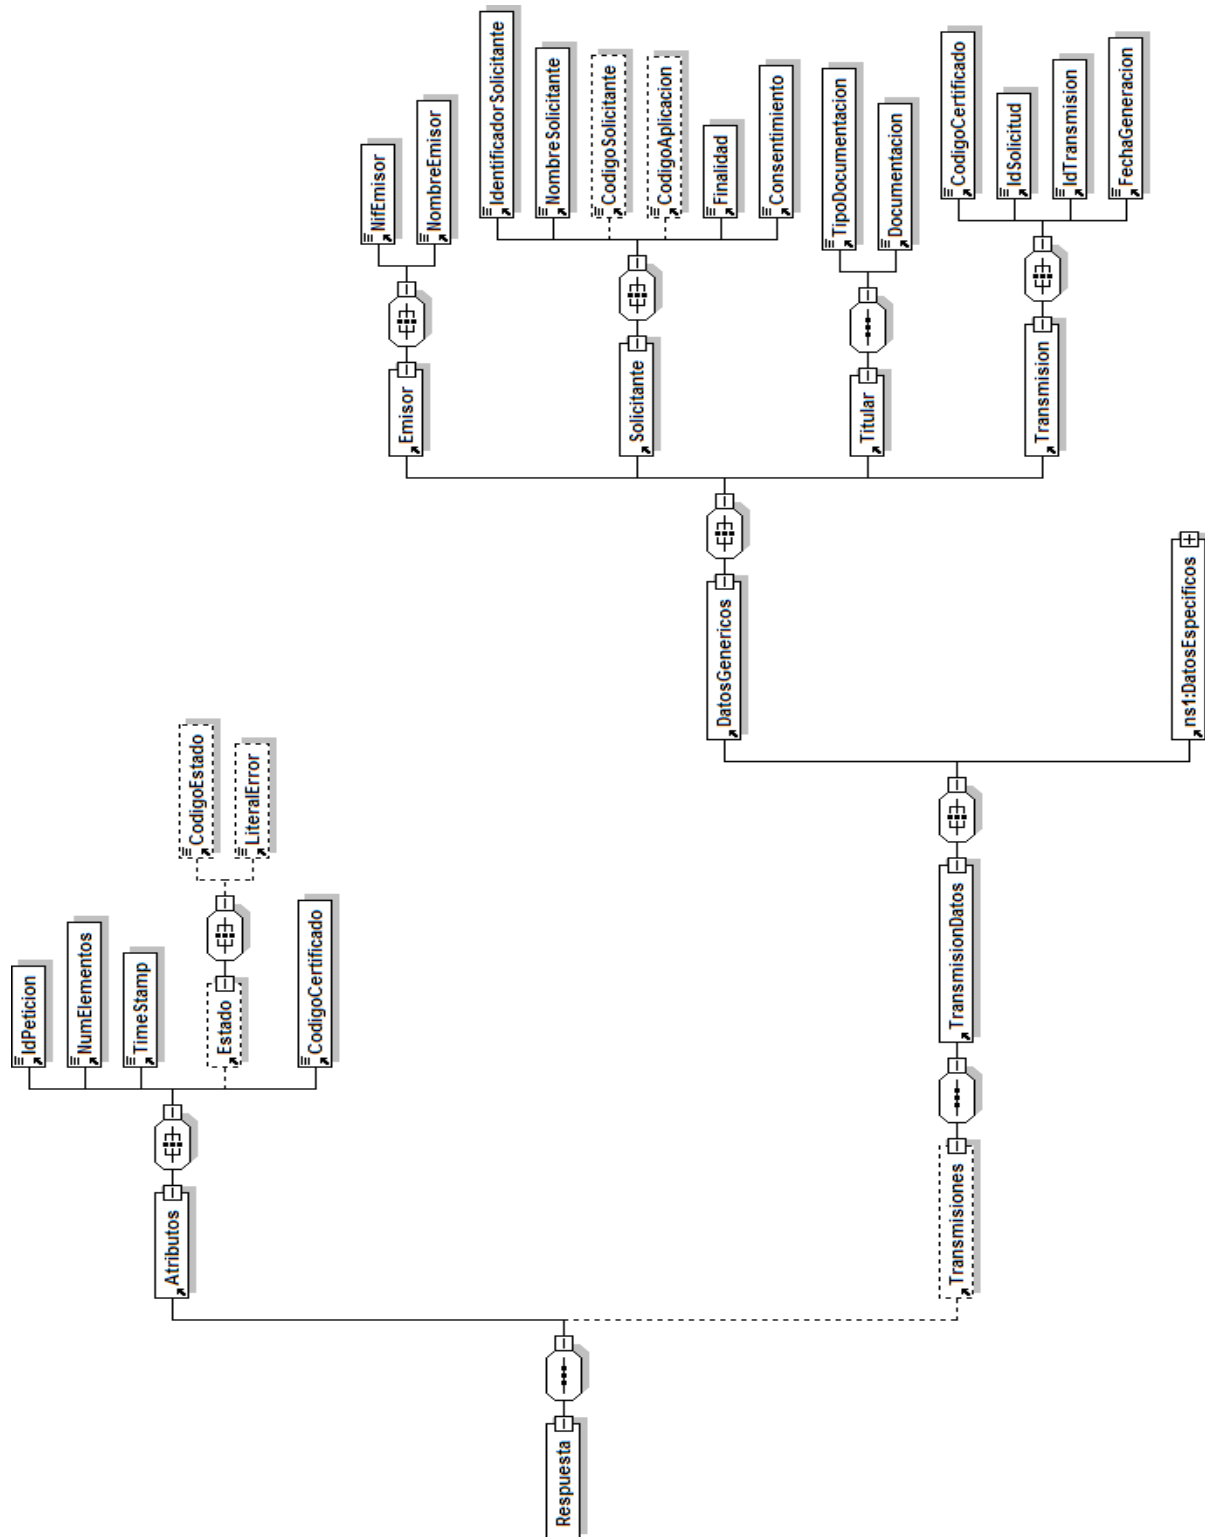 Respuesta
Atributos
IdPeticion
NumElementos
TimeStamp
Estado
CodigoEstado
LiteralError
CodigoCertificado
Transmisiones
TransmisionDatos
DatosGenericos
Emisor
NifEmisor
NombreEmisor
Solicitante
IdentificadorSolicitante
NombreSolicitante
CodigoSolicitante
CodigoAplicacion
Finalidad
Consentimiento
Titular
TipoDocumentacion
Documentacion
Transmision
CodigoCertificado
IdSolicitud
IdTransmision
FechaGeneracion
ns1:DatosEspecificos